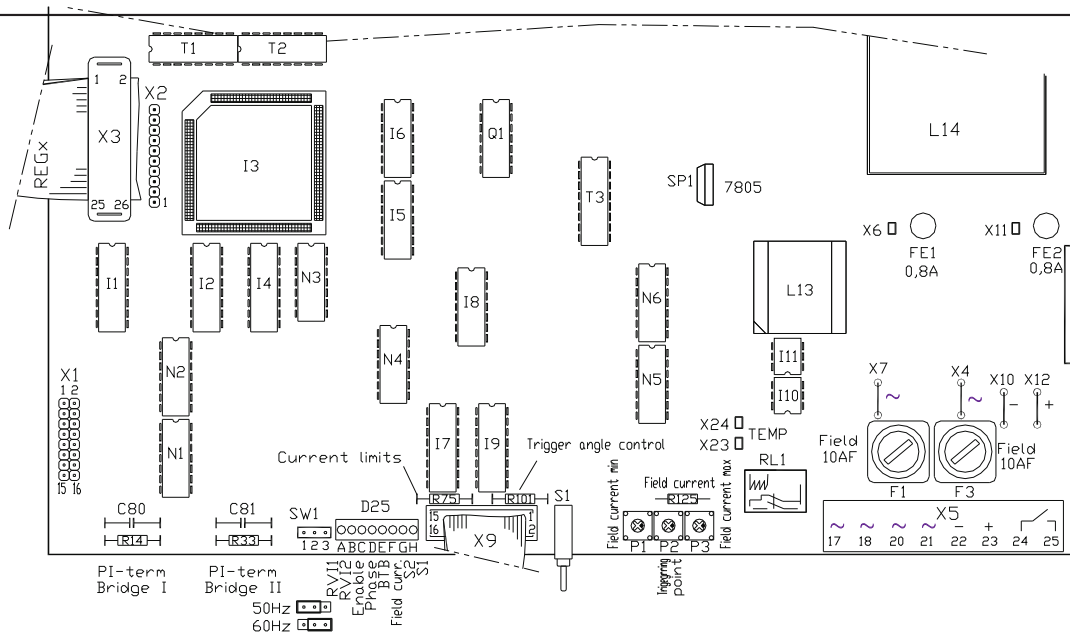 T1 T2
1 2
X2
X3
REGx
25 26
1
I3
I6
Q1
I5
T3
SP1 7805
L14
X6
FE1
0,8A
X11
FE2
0,8A
I1
I2
I4
N3
I8
N6
L13
N2
N4
N5
I11
I10
X7
~
X4
~
X10
-
X12
+
X1
1 2
15 16
N1
I7
I9
X24
X23
TEMP
Current limits
Trigger angle control
Field
10AF
Field
10AF
F1
F3
RL1
R75
R101
S1
Field current min
Field current
R125
Field current max
P1 P2 P3
point
C80
R14
PI-term
Bridge I
C81
R33
PI-term
Bridge II
SW1
123
D25
ABCDEFGH
RVI1
RVI2
Enable
Phase
BTB
Field curr.
S2
S1
15 1
16 2
X9
50Hz
60Hz
X5
~ ~ ~ ~ - +
17 18 20 21 22 23 24 25